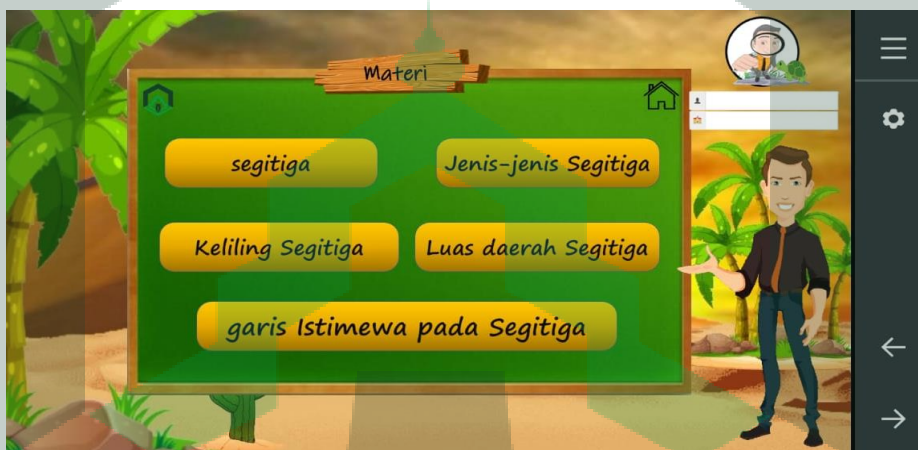 Materi
segitiga
Jenis-jenis Segitiga
Keliling Segitiga
Luas daerah Segitiga
garis Istimewa pada Segitiga